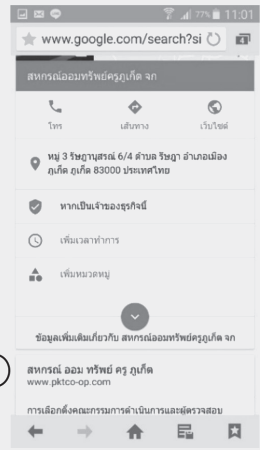 77% 11:01
www.google.com/search?si
4
สหกรณ์ออมทรัพย์ครูภูเก็ต จก
โทร
เส้นทาง
เว็บไซต์
หมู่ 3 รัษฎานุสรณ์ 6/4 ตำบล รัษฎา อำเภอเมือง
ภูเก็ต ภูเก็ต 83000 ประเทศไทย
หากเป็นเจ้าของธุรกิจนี้
เพิ่มเวลาทำการ
เพิ่มหมวดหมู่
ข้อมูลเพิ่มเติมเกี่ยวกับ สหกรณ์ออมทรัพย์ครูภูเก็ต จก
สหกรณ์ ออม ทรัพย์ ครู ภูเก็ต
www.pktco-op.com
การเลือกตั้งคณะกรรมการดำเนินการและผู้ตรวจสอบ